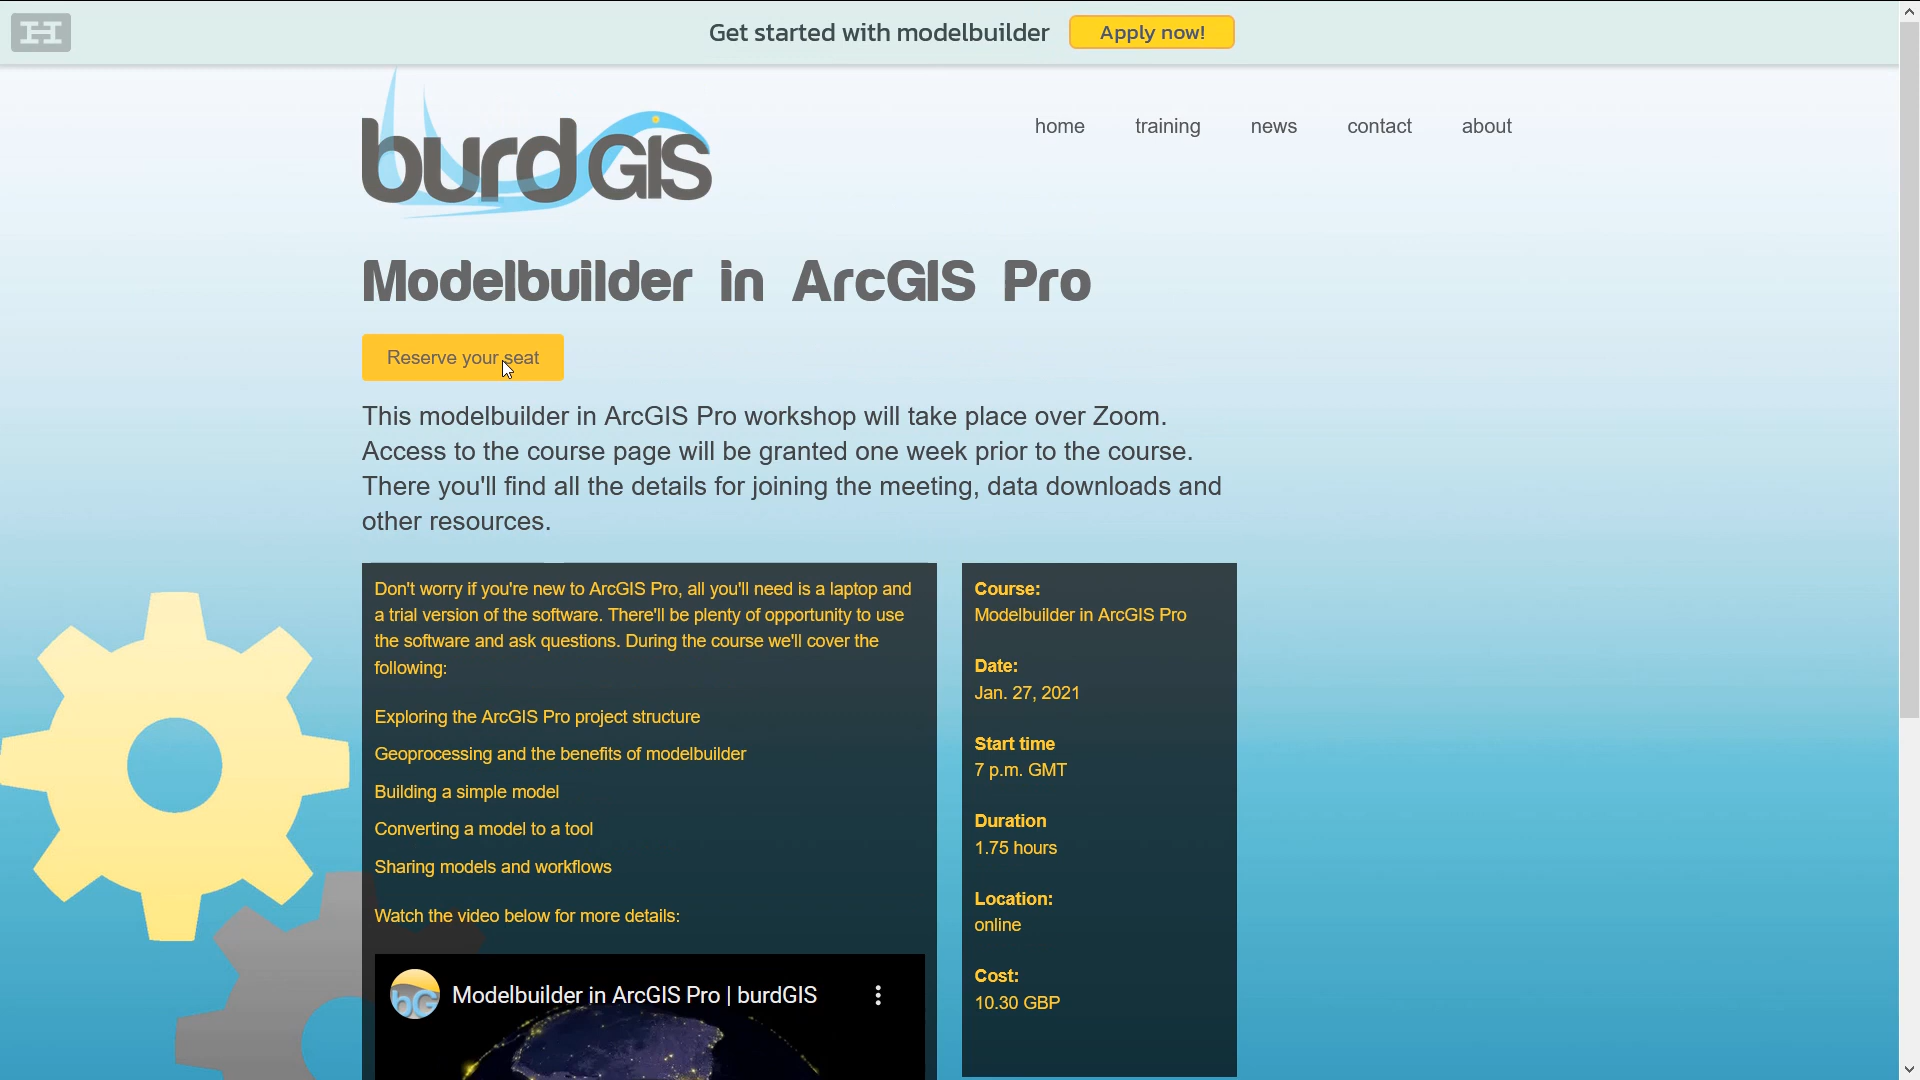 H
Get started with modelbuilder
Apply now!
burdGIS
home
training
news
contact
about
Modelbuilder in ArcGIS Pro
Reserve your seat
This modelbuilder in ArcGIS Pro workshop will take place over Zoom.
Access to the course page will be granted one week prior to the course.
There you'll find all the details for joining the meeting, data downloads and
other resources.
Don't worry if you're new to ArcGIS Pro, all you'll need is a laptop and
a trial version of the software. There'll be plenty of opportunity to use
the software and ask questions. During the course we'll cover the
following:
Exploring the ArcGIS Pro project structure
Geoprocessing and the benefits of modelbuilder
Building a simple model
Converting a model to a tool
Sharing models and workflows
Watch the video below for more details:
bG
Modelbuilder in ArcGIS Pro | burdGIS
Course:
Modelbuilder in ArcGIS Pro
Date:
Jan. 27, 2021
Start time
7 p.m. GMT
Duration
1.75 hours
Location:
online
Cost:
10.30 GBP